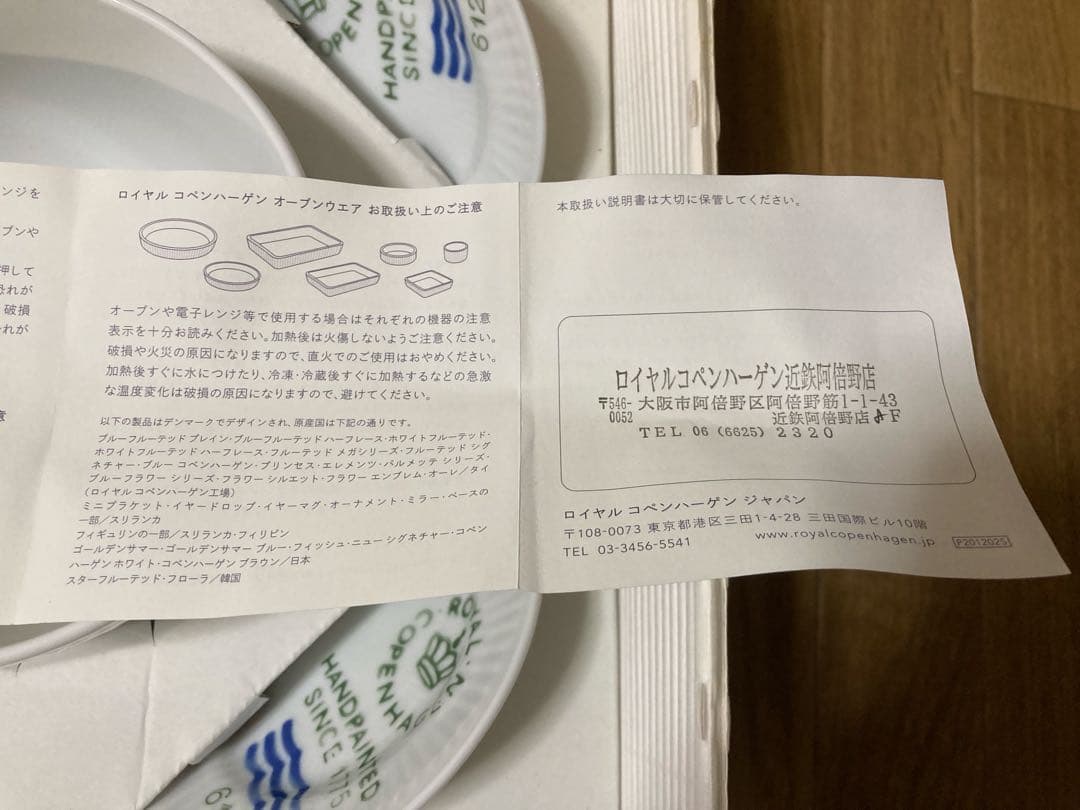 COPEN
HANDPAINTED
SINCE
612
ンジを
ブンや
押して
恐れが
破損
れが
意
ロイヤル コペンハーゲン オーブンウエア お取扱い上のご注意
オーブンや電子レンジ等で使用する場合はそれぞれの機器の注意
表示を十分お読みください。加熱後は火傷しないようご注意ください。
破損や火災の原因になりますので、直火でのご使用はおやめください。
加熱後すぐに水につけたり、冷凍・冷蔵後すぐに加熱するなどの急激
な温度変化は破損の原因になりますので、避けてください。
以下の製品はデンマークでデザインされ、原産国は下記の通りです。
ブルーフルーテッド プレイン・ブルーフルーテッド ハーフレース・ホワイトフルーテッド・
ホワイトフルーテッド ハーフレース・フルーテッド メガシリーズ・フルーテッド シグ
ネチャー・ブルー コペンハーゲン・プリンセス・エレメンツ・パルメッテ シリーズ・
ブルーフラワー シリーズ・フラワー シルエット・フラワー エンブレム・オーレ／タイ
（ロイヤル コペンハーゲン工場）
ミニブラケット・イヤードロップ・イヤーマグ・オーナメント・ミラー・ベースの
一部／スリランカ
フィギュリンの一部／スリランカ・フィリピン
ゴールデンサマー・ゴールデンサマー ブルー・フィッシュ・ニュー シグネチャー・コペン
ハーゲン ホワイト・コペンハーゲン ブラウン／日本
スターフルーテッド・フローラ／韓国
本取扱い説明書は大切に保管してください。
ロイヤルコペンハーゲン近鉄阿倍野店
〒546-0052 大阪市阿倍野区阿倍野筋1-1-43
近鉄阿倍野店 F
TEL 06 (6625) 2320
ロイヤル コペンハーゲン ジャパン
〒108-0073 東京都港区三田1-4-28 三田国際ビル10階
TEL 03-3456-5541 www.royalcopenhagen.jp P2012025
ROYAL COPENHAGEN
HANDPAINTED
SINCE 1775